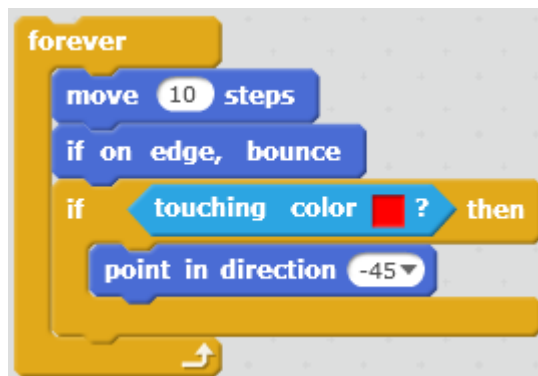 forever
move 10 steps
if on edge, bounce
if touching color ? then
point in direction -45